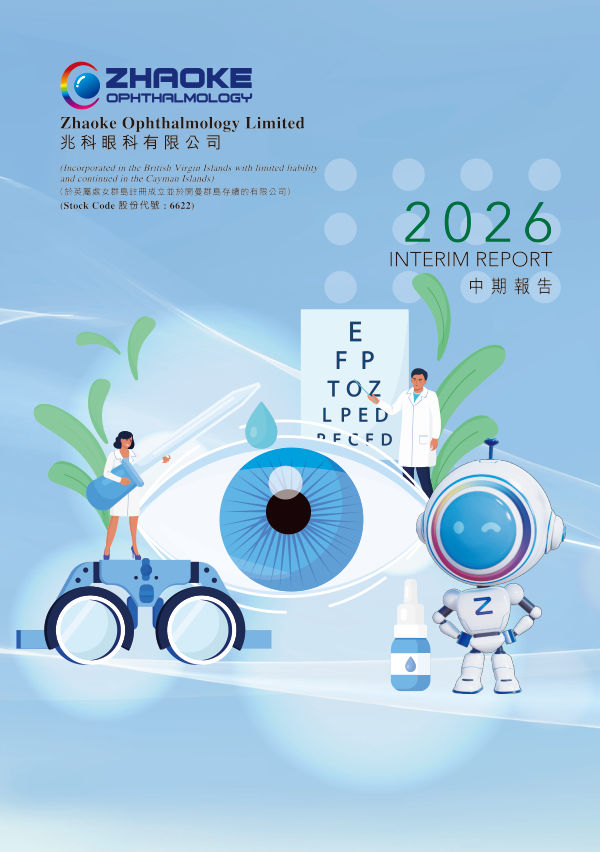 ZHAOKE
OPHTHALMOLOGY
Zhaoke Ophthalmology Limited
兆科眼科有限公司
(Incorporated in the British Virgin Islands with limited liability
and continued in the Cayman Islands)
(於英屬處女群島註冊成立並於開曼群島存續的有限公司)
(Stock Code 股份代號 : 6622)
2026
INTERIM REPORT
中期報告
E
F P
TOZ
LPED
PECFD
Z